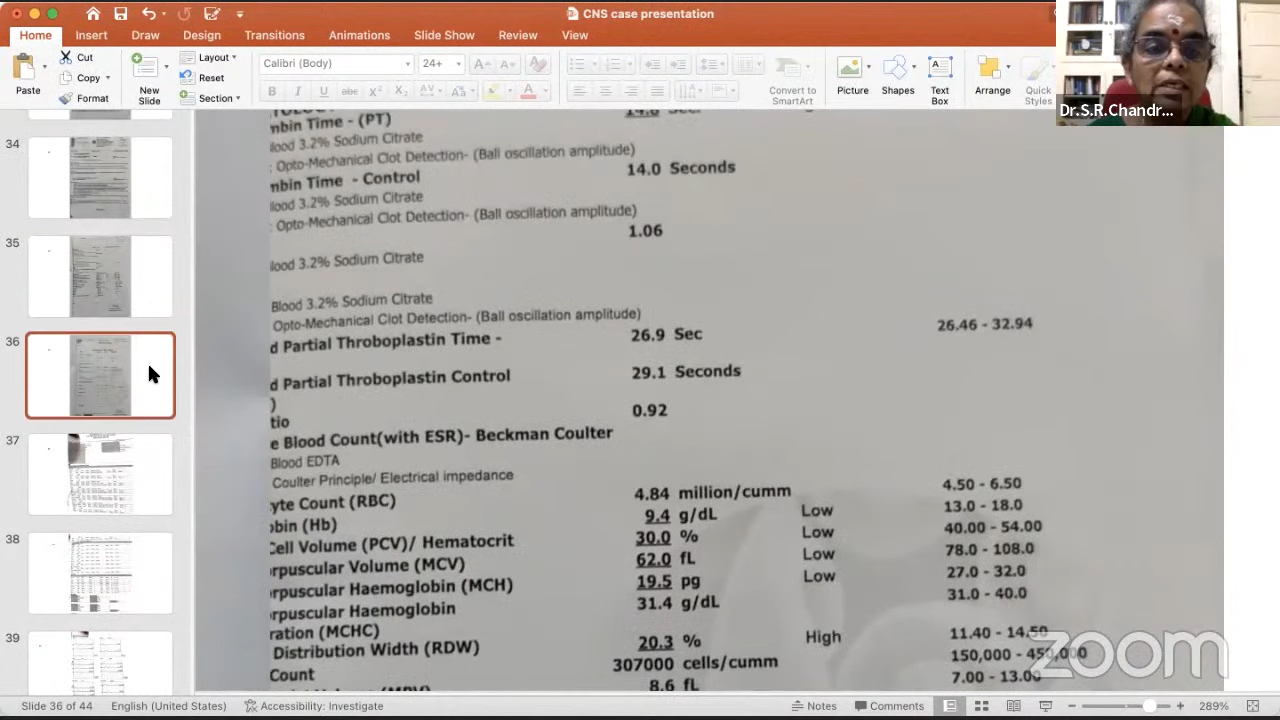 CNS case presentation
Home Insert Draw Design Transitions Animations Slide Show Review View
Paste
Cut
Copy
Format
New Slide
Layout
Reset
Section
Calibri (Body) 24+
Convert to SmartArt
Picture
Shapes
Text Box
Arrange
Quick Styles
Dr.S.R.Chandr...
34
35
36
37
38
39
mbin Time - (PT)
lood 3.2% Sodium Citrate
: Opto-Mechanical Clot Detection- (Ball oscillation amplitude)
mbin Time - Control 14.0 Seconds
lood 3.2% Sodium Citrate
: Opto-Mechanical Clot Detection- (Ball oscillation amplitude)
1.06
lood 3.2% Sodium Citrate
Blood 3.2% Sodium Citrate
Opto-Mechanical Clot Detection- (Ball oscillation amplitude)
d Partial Throboplastin Time - 26.9 Sec 26.46 - 32.94
d Partial Throboplastin Control 29.1 Seconds
)
tio 0.92
e Blood Count(with ESR)- Beckman Coulter
Blood EDTA
Coulter Principle/ Electrical impedance
yte Count (RBC) 4.84 million/cumm 4.50 - 6.50
bin (Hb) 9.4 g/dL Low 13.0 - 18.0
Cell Volume (PCV)/ Hematocrit 30.0 % Low 40.00 - 54.00
rpuscular Volume (MCV) 62.0 fL Low 78.0 - 108.0
rpuscular Haemoglobin (MCH) 19.5 pg Low 27.0 - 32.0
rpuscular Haemoglobin 31.4 g/dL 31.0 - 40.0
ration (MCHC)
Distribution Width (RDW) 20.3 % High 11.40 - 14.50
Count 307000 cells/cumm 150,000 - 450,000
8.6 fL 7.00 - 13.00
zoom
Slide 36 of 44 English (United States) Accessibility: Investigate Notes Comments 289%